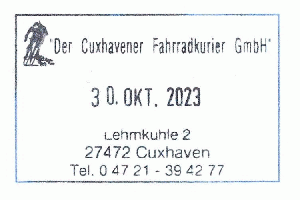 "Der Cuxhavener Fahrradkurier GmbH"
30. OKT. 2023
Lehmkuhle 2
27472 Cuxhaven
Tel. 0 47 21 - 39 42 77